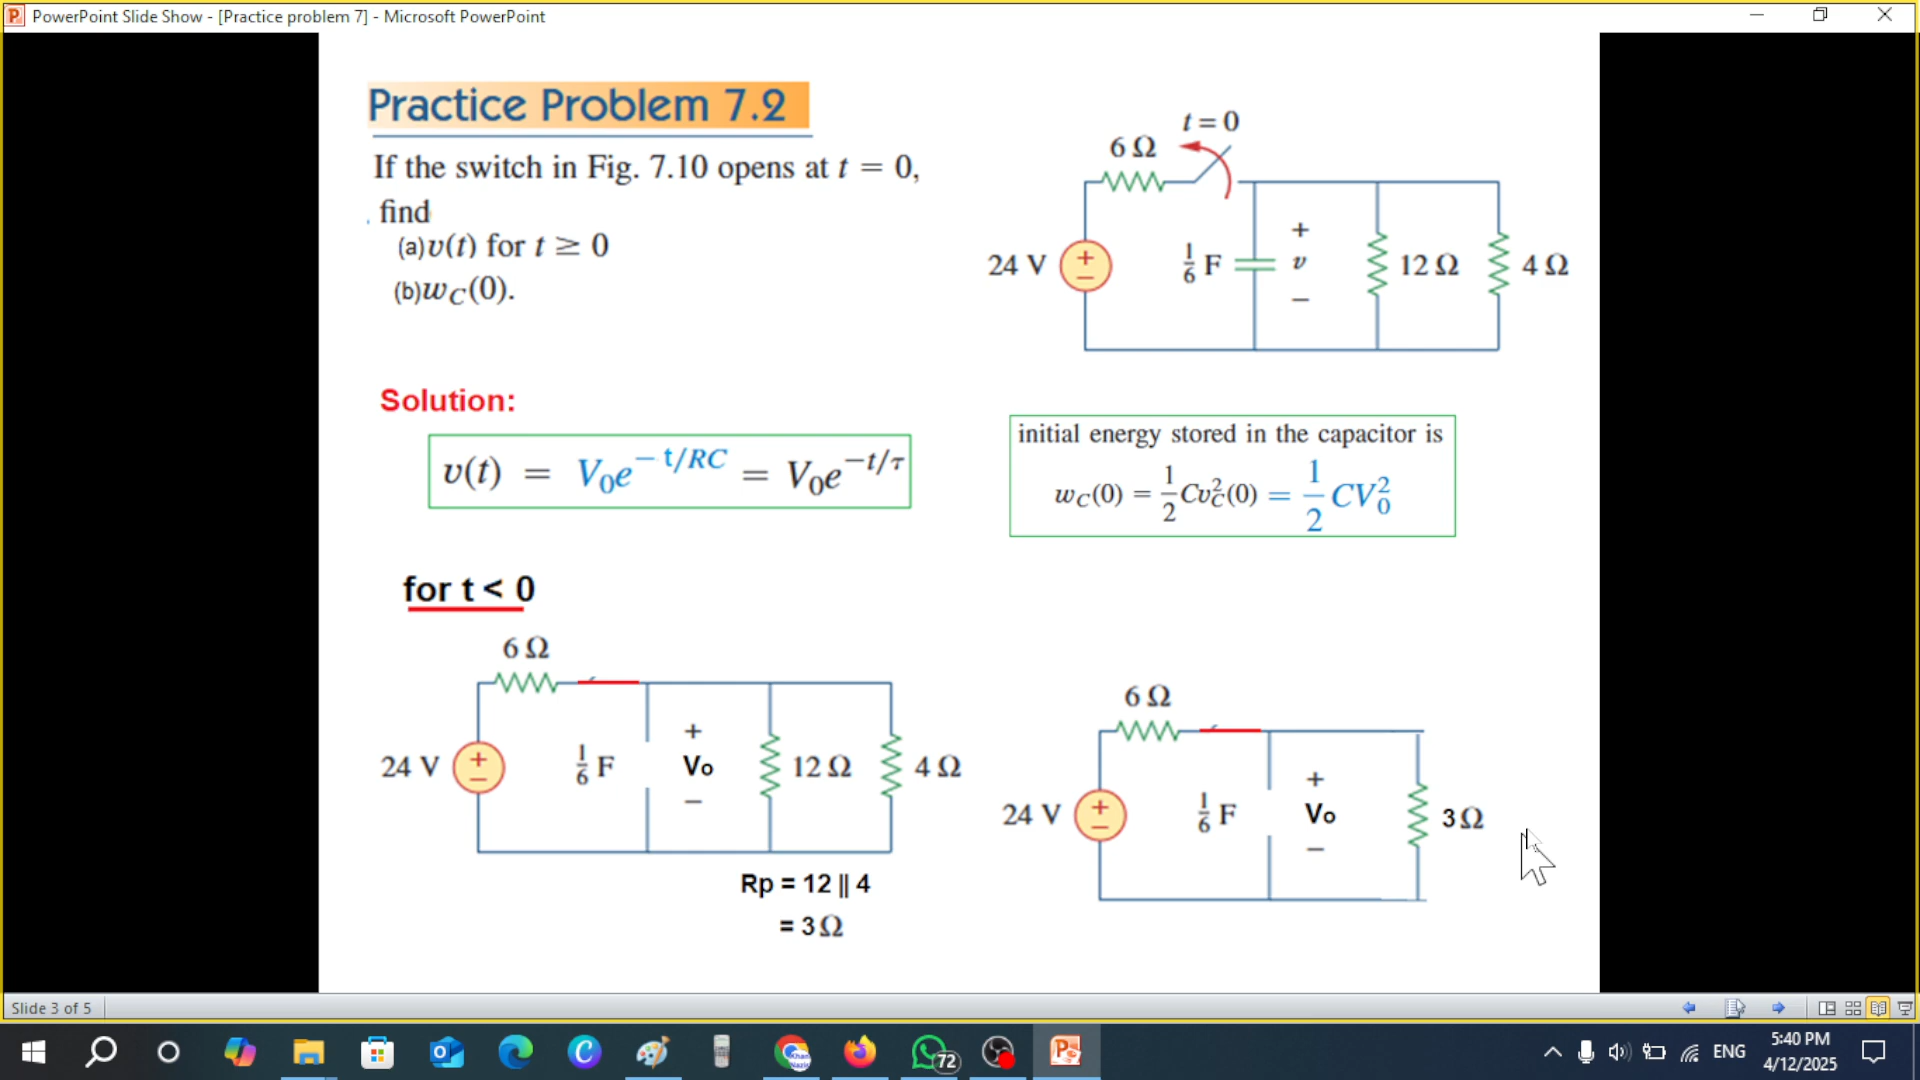 PowerPoint Slide Show - [Practice problem 7] - Microsoft PowerPoint
Practice Problem 7.2
If the switch in Fig. 7.10 opens at t = 0,
find
(a) v(t) for t ≥ 0
(b) wC(0).
t = 0
6 Ω
24 V
+
−
1/6 F
+
v
−
12 Ω
4 Ω
Solution:
v(t) = V₀e^(− t/RC) = V₀e^(−t/τ)
initial energy stored in the capacitor is
wC(0) = 1/2 Cv²C(0) = 1/2 CV₀²
for t < 0
6 Ω
24 V
+
−
1/6 F
+
Vo
−
12 Ω
4 Ω
Rp = 12 || 4
= 3 Ω
6 Ω
24 V
+
−
1/6 F
+
Vo
−
3 Ω
Slide 3 of 5
72
ENG
5:40 PM
4/12/2025